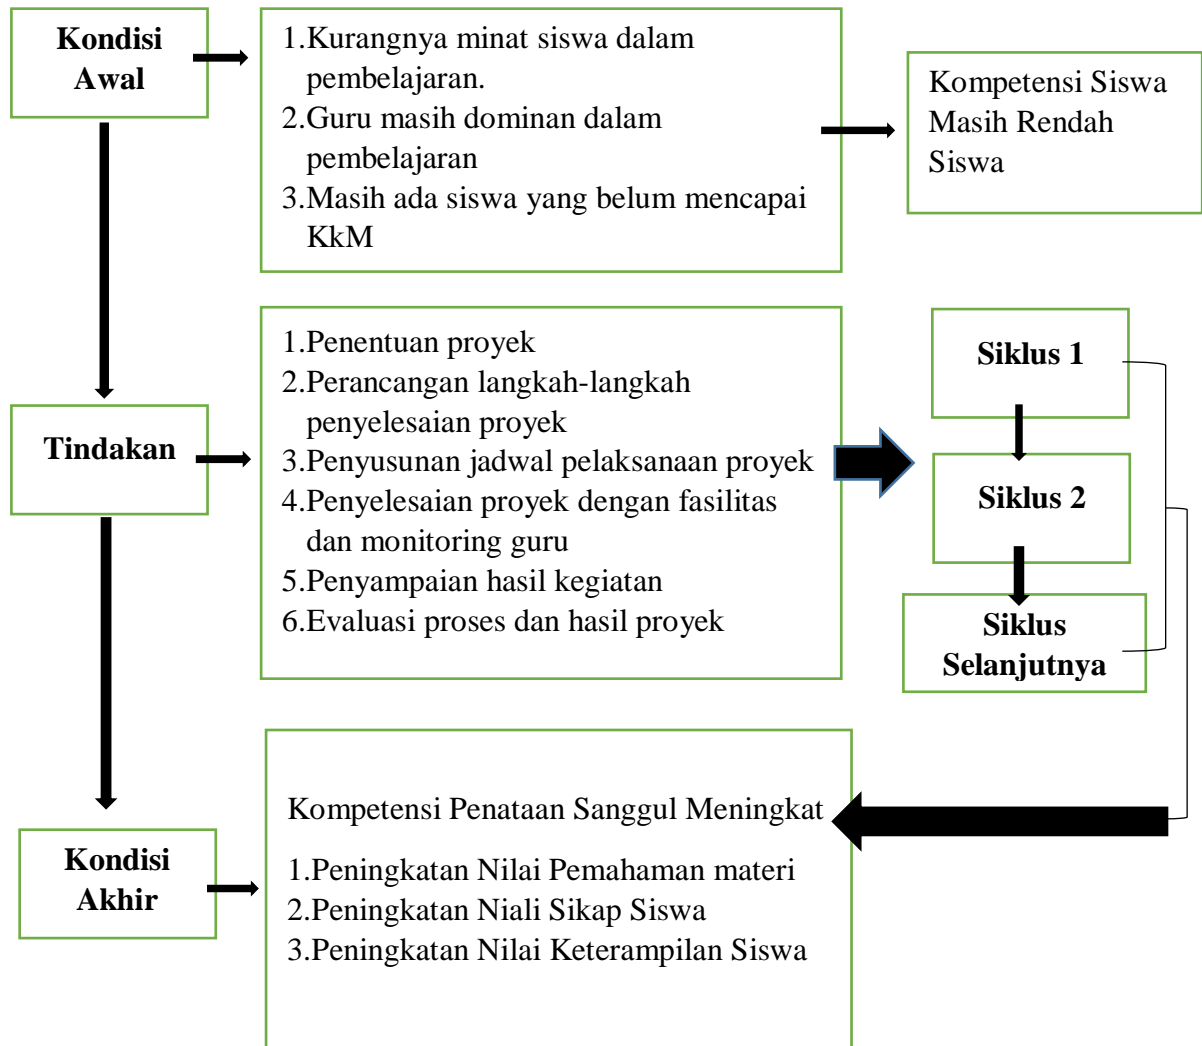 Kondisi
Awal
1.Kurangnya minat siswa dalam
pembelajaran.
2.Guru masih dominan dalam
pembelajaran
3.Masih ada siswa yang belum mencapai
KkM
Kompetensi Siswa
Masih Rendah
Siswa
Tindakan
1.Penentuan proyek
2.Perancangan langkah-langkah
penyelesaian proyek
3.Penyusunan jadwal pelaksanaan proyek
4.Penyelesaian proyek dengan fasilitas
dan monitoring guru
5.Penyampaian hasil kegiatan
6.Evaluasi proses dan hasil proyek
Siklus 1
Siklus 2
Siklus
Selanjutnya
Kondisi
Akhir
Kompetensi Penataan Sanggul Meningkat
1.Peningkatan Nilai Pemahaman materi
2.Peningkatan Niali Sikap Siswa
3.Peningkatan Nilai Keterampilan Siswa